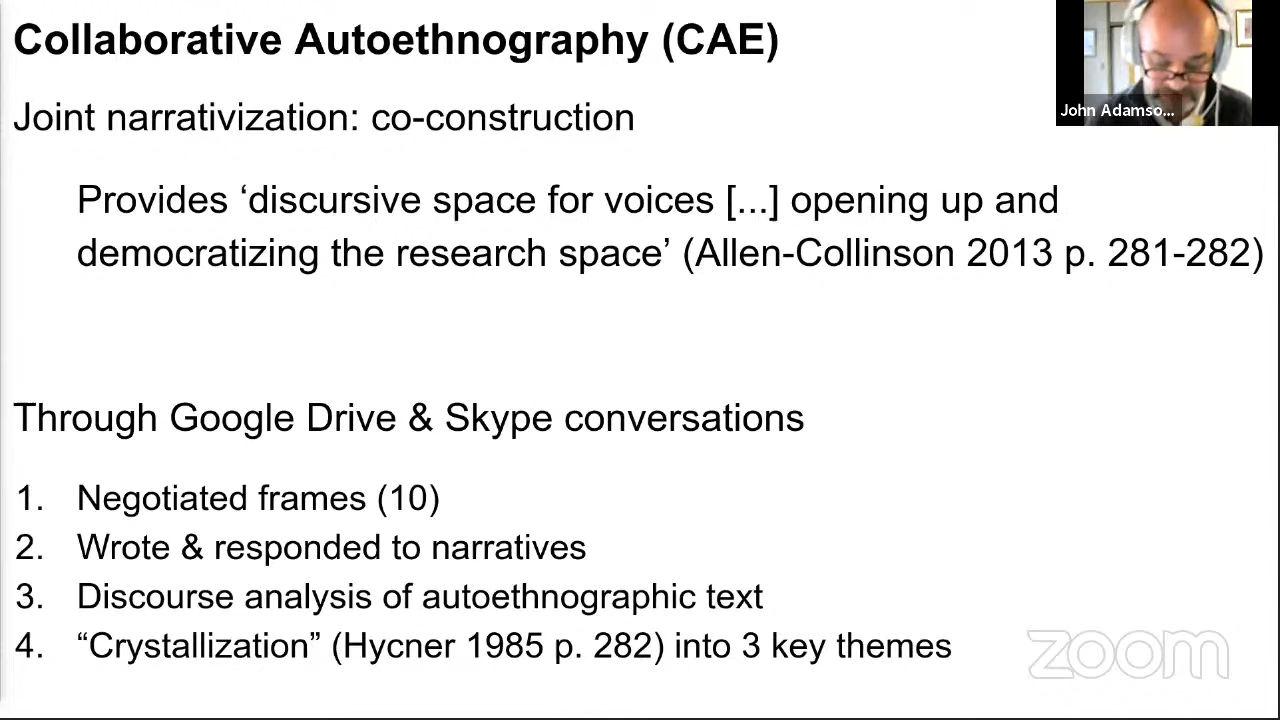 Collaborative Autoethnography (CAE)
Joint narrativization: co-construction
Provides ‘discursive space for voices [...] opening up and
democratizing the research space’ (Allen-Collinson 2013 p. 281-282)
Through Google Drive & Skype conversations
1. Negotiated frames (10)
2. Wrote & responded to narratives
3. Discourse analysis of autoethnographic text
4. “Crystallization” (Hycner 1985 p. 282) into 3 key themes
John Adamso...
zoom